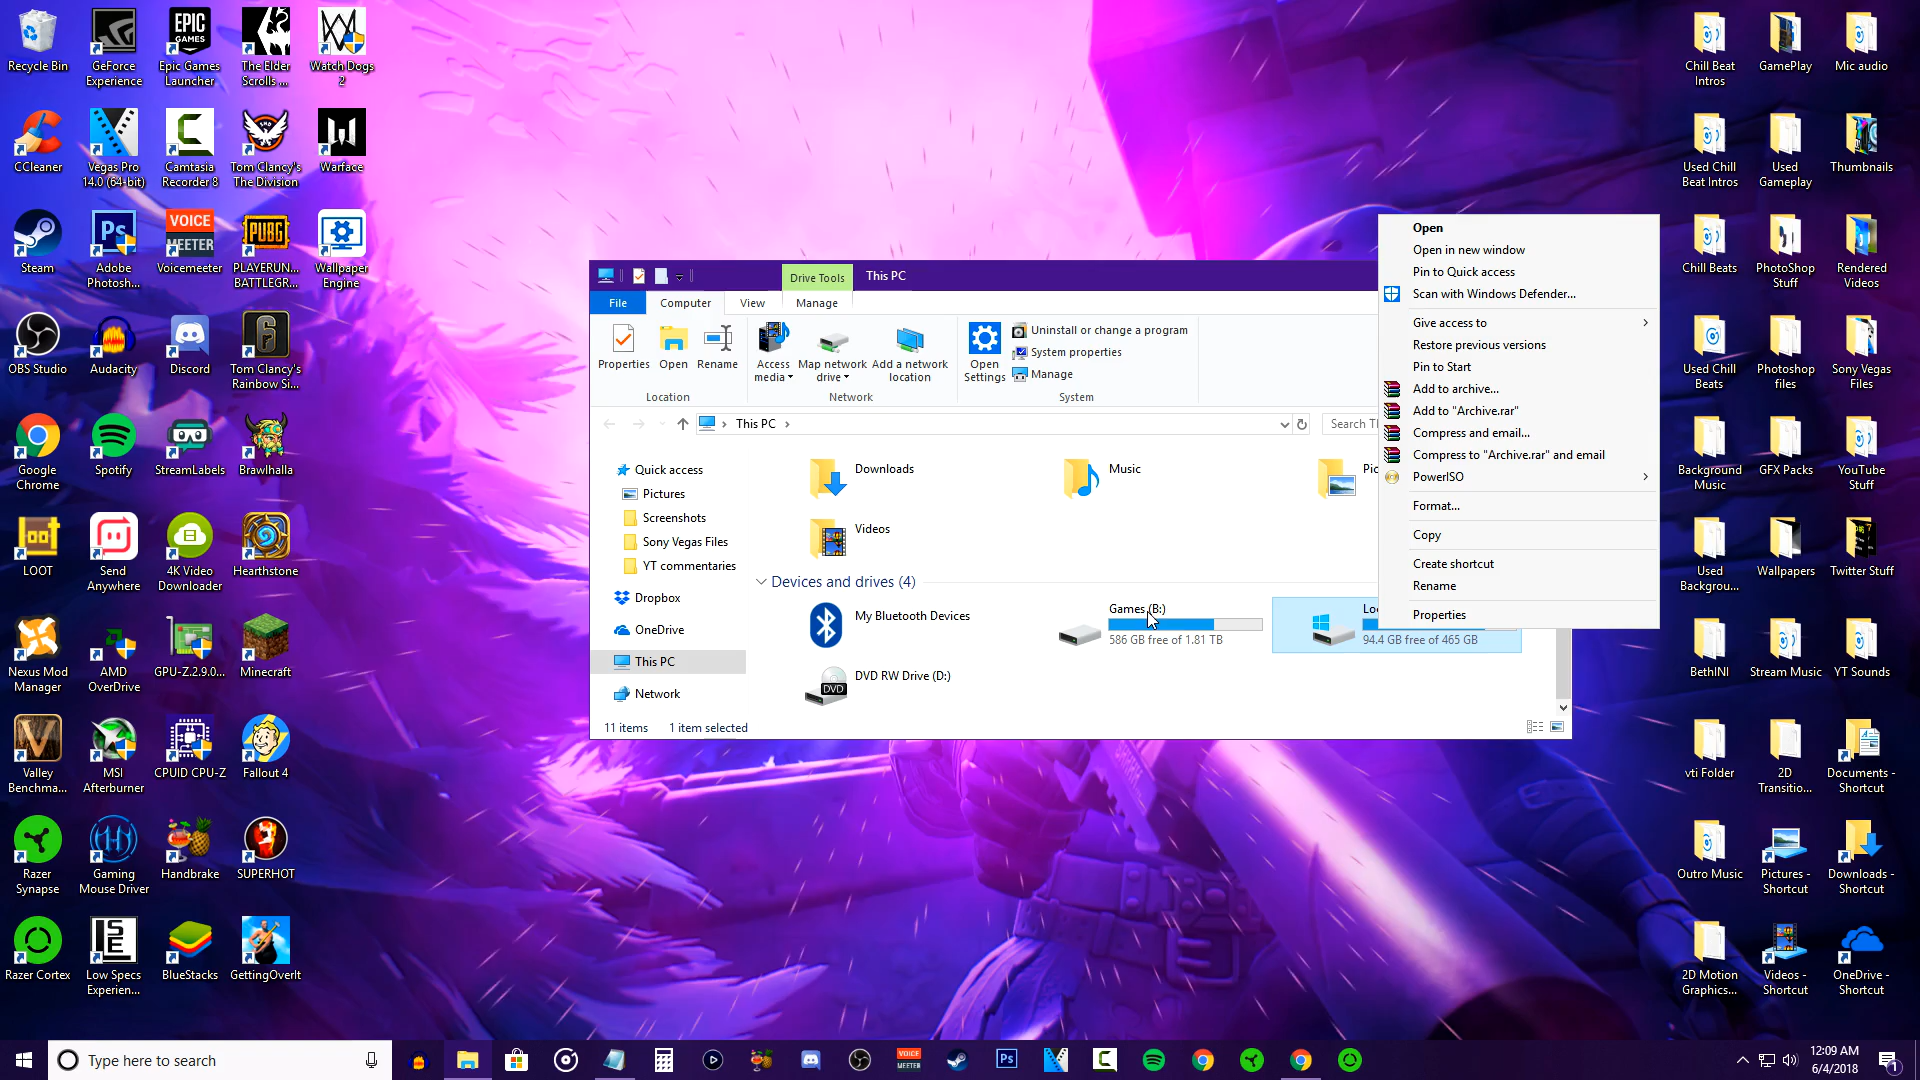 Recycle Bin
GeForce
Experience
Epic Games
Launcher
The Elder
Scrolls ...
Watch Dogs
2
CCleaner
Vegas Pro
14.0 (64-bit)
Camtasia
Recorder 8
Tom Clancy's
The Division
Warface
Steam
Adobe
Photosh...
Voicemeeter
PLAYERUN...
BATTLEGR...
Wallpaper
Engine
OBS Studio
Audacity
Discord
Tom Clancy's
Rainbow Si...
Google
Chrome
Spotify
StreamLabels
Brawlhalla
LOOT
Send
Anywhere
4K Video
Downloader
Hearthstone
Nexus Mod
Manager
AMD
OverDrive
GPU-Z.2.9.0...
Minecraft
Valley
Benchma...
MSI
Afterburner
CPUID CPU-Z
Fallout 4
Razer
Synapse
Gaming
Mouse Driver
Handbrake
SUPERHOT
Razer Cortex
Low Specs
Experien...
BlueStacks
GettingOverIt
EPIC
GAMES
VOICE
MEETER
Ps
PUBG
Drive Tools
This PC
File
Computer
View
Manage
Properties
Open
Rename
Access
media
Map network
drive
Add a network
location
Open
Settings
Uninstall or change a program
System properties
Manage
Location
Network
System
This PC
Search T
Quick access
Pictures
Screenshots
Sony Vegas Files
YT commentaries
Dropbox
OneDrive
This PC
Network
Downloads
Music
Pic
Videos
Devices and drives (4)
My Bluetooth Devices
Games (B:)
586 GB free of 1.81 TB
Lo
94.4 GB free of 465 GB
DVD
DVD RW Drive (D:)
11 items
1 item selected
Open
Open in new window
Pin to Quick access
Scan with Windows Defender...
Give access to
Restore previous versions
Pin to Start
Add to archive...
Add to "Archive.rar"
Compress and email...
Compress to "Archive.rar" and email
PowerISO
Format...
Copy
Create shortcut
Rename
Properties
Chill Beat
Intros
GamePlay
Mic audio
Used Chill
Beat Intros
Used
Gameplay
Thumbnails
Chill Beats
PhotoShop
Stuff
Rendered
Videos
Used Chill
Beats
Photoshop
files
Sony Vegas
Files
Background
Music
GFX Packs
YouTube
Stuff
Used
Backgrou...
Wallpapers
Twitter Stuff
BethINI
Stream Music
YT Sounds
vti Folder
2D
Transitio...
Documents -
Shortcut
Outro Music
Pictures -
Shortcut
Downloads -
Shortcut
2D Motion
Graphics...
Videos -
Shortcut
OneDrive -
Shortcut
Type here to search
VOICE
MEETER
Ps
12:09 AM
6/4/2018
1